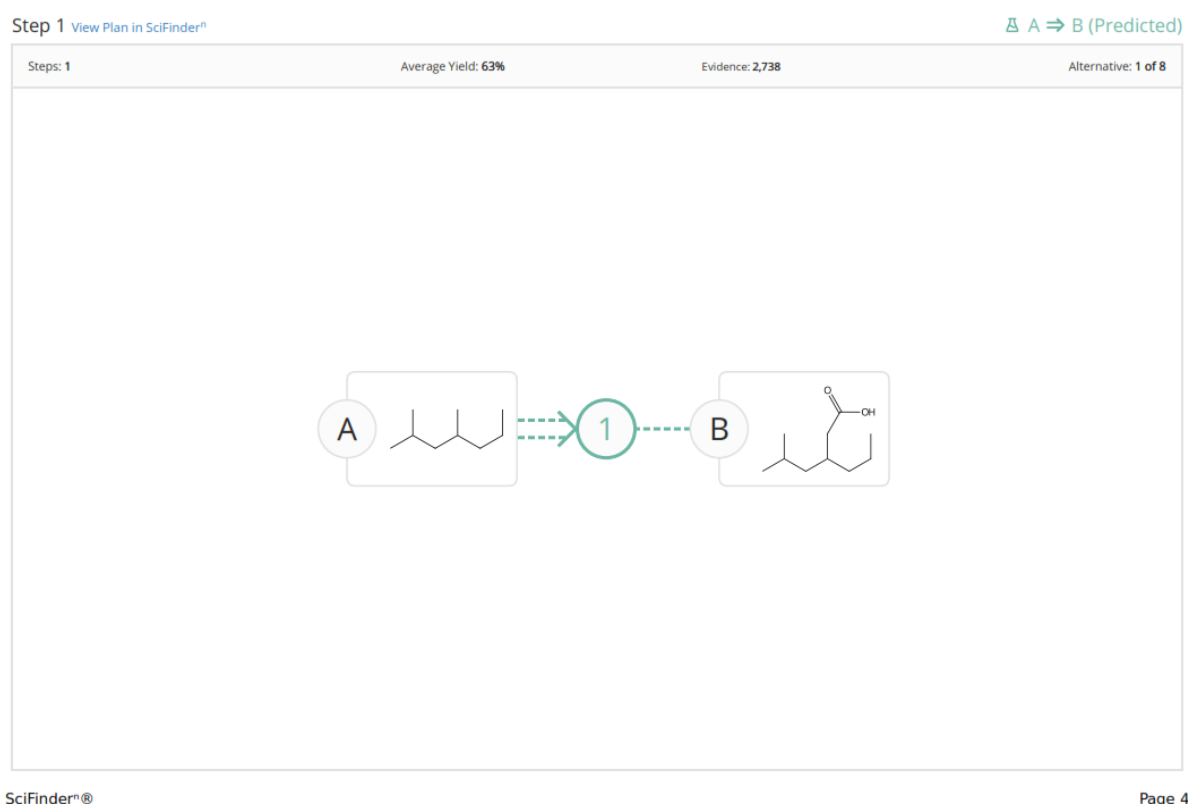 Step 1 View Plan in SciFinderⁿ
A ⇒ B (Predicted)
Steps: 1
Average Yield: 63%
Evidence: 2,738
Alternative: 1 of 8
A
1
B
O
OH
SciFinderⁿ®
Page 4